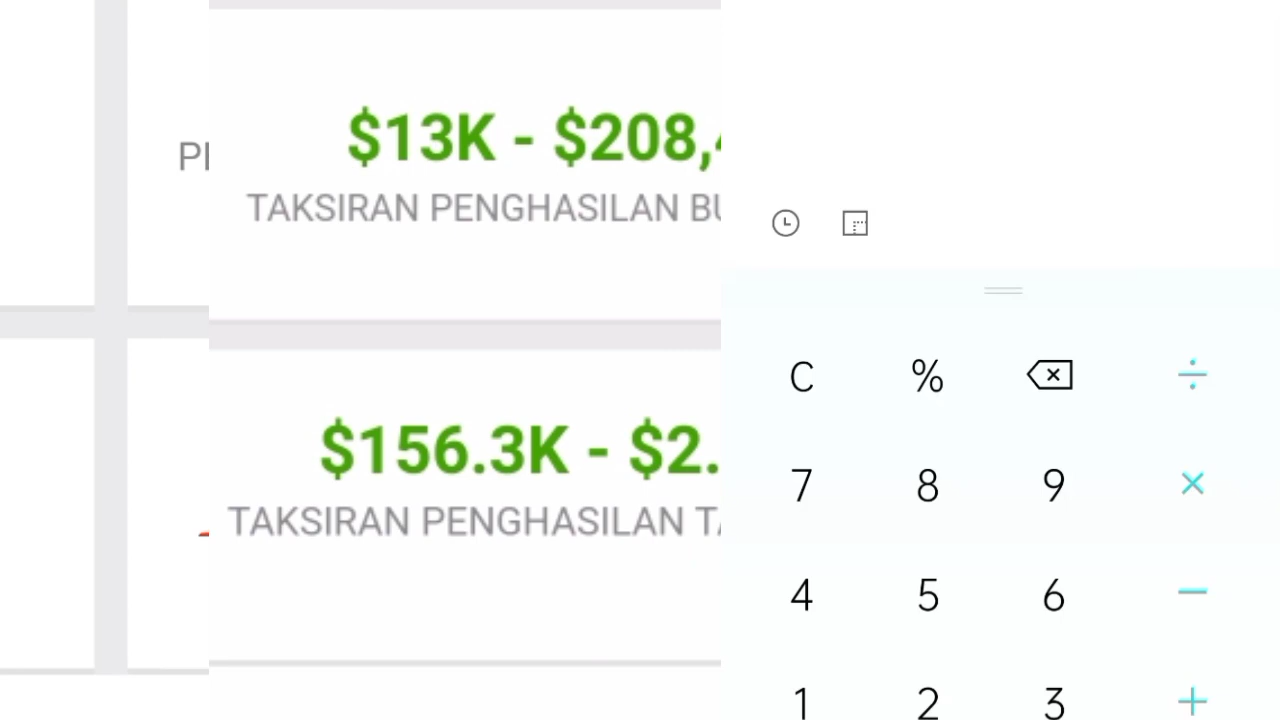 $13K - $208,
TAKSIRAN PENGHASILAN
$156.3K - $2.
TAKSIRAN PENGHASILAN
C % ÷
7 8 9 ×
4 5 6 −
1 2 3 +